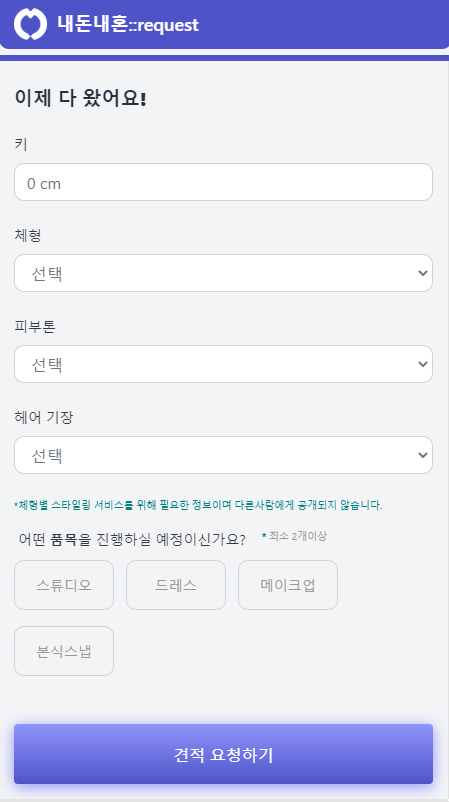 내돈내혼::request
이제 다 왔어요!
키
0 cm
체형
선택
피부톤
선택
헤어 기장
선택
*체형별 스타일링 서비스를 위해 필요한 정보이며 다른사람에게 공개되지 않습니다.
어떤 품목을 진행하실 예정이신가요? * 최소 2개이상
스튜디오 드레스 메이크업
본식스냅
견적 요청하기